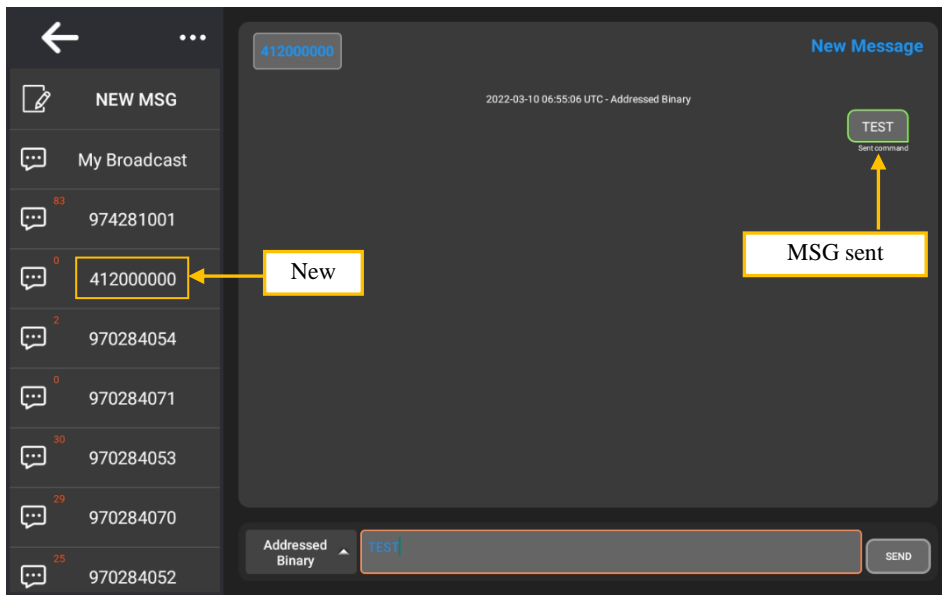 NEW MSG
My Broadcast
83
974281001
0
412000000
2
970284054
0
970284071
30
970284053
29
970284070
25
970284052
412000000
New Message
2022-03-10 06:55:06 UTC - Addressed Binary
TEST
Sent command
MSG sent
New
Addressed
Binary
TEST
SEND